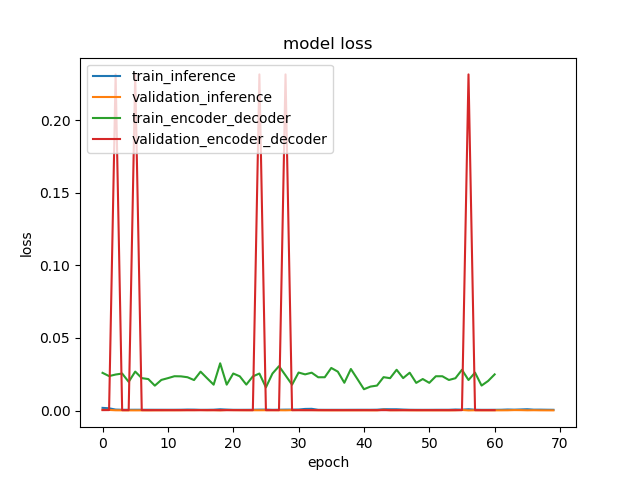 model loss
train_inference
validation_inference
train_encoder_decoder
validation_encoder_decoder
0.20
0.15
0.10
0.05
0.00
loss
0 10 20 30 40 50 60 70
epoch